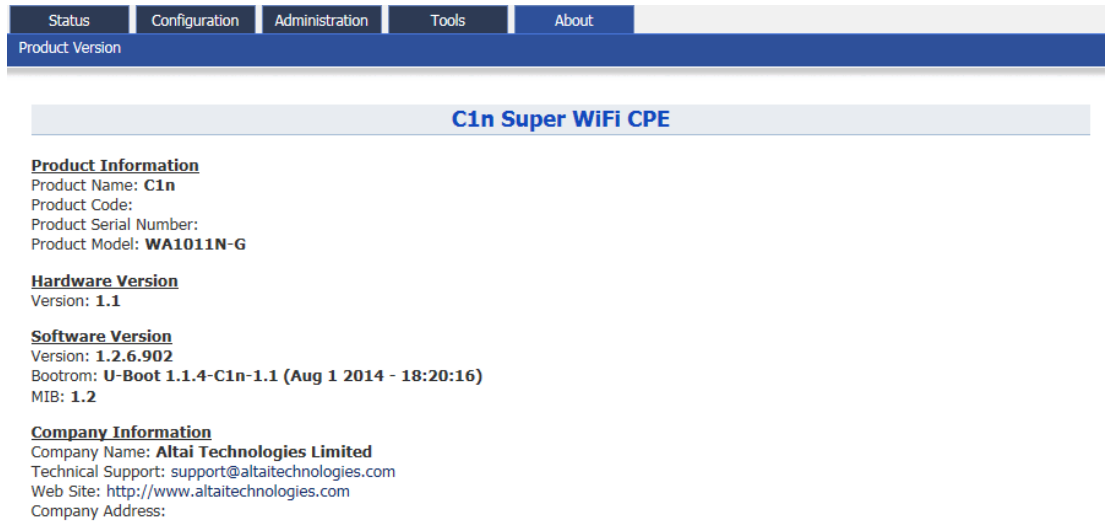 Status Configuration Administration Tools About
Product Version
C1n Super WiFi CPE
Product Information
Product Name: C1n
Product Code:
Product Serial Number:
Product Model: WA1011N-G
Hardware Version
Version: 1.1
Software Version
Version: 1.2.6.902
Bootrom: U-Boot 1.1.4-C1n-1.1 (Aug 1 2014 - 18:20:16)
MIB: 1.2
Company Information
Company Name: Altai Technologies Limited
Technical Support: support@altaitechnologies.com
Web Site: http://www.altaitechnologies.com
Company Address: